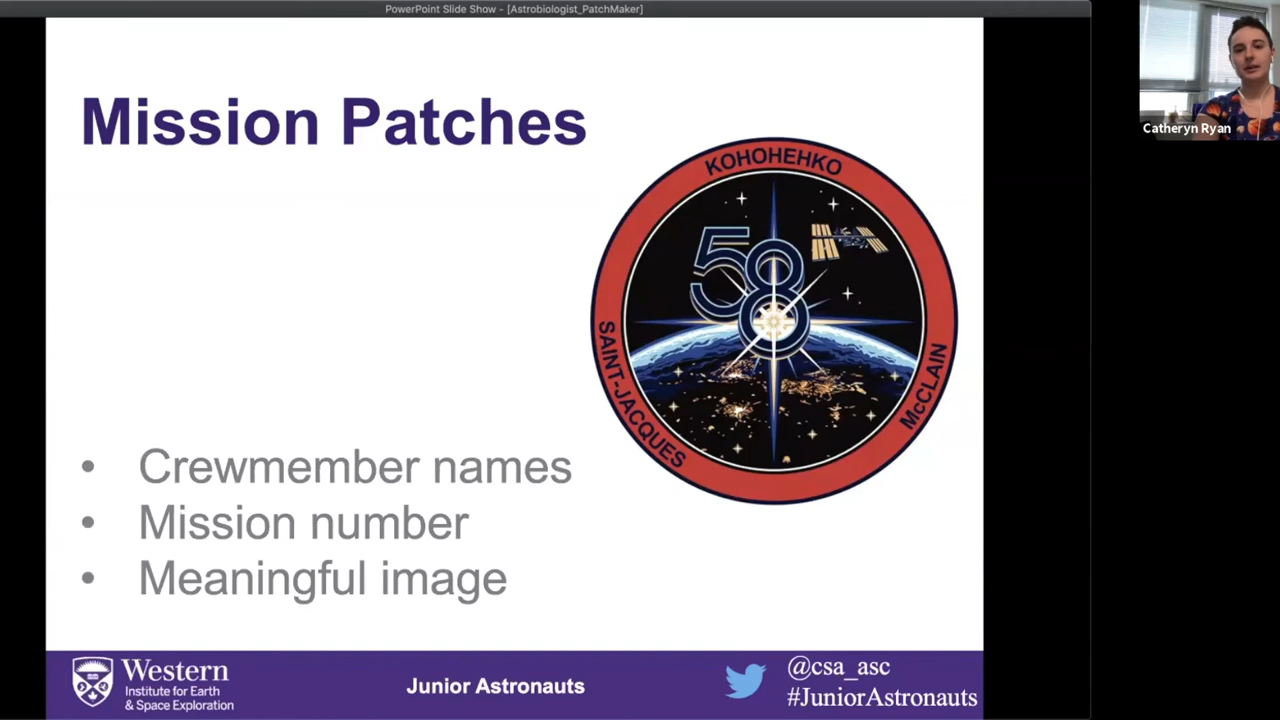 PowerPoint Slide Show - [Astrobiologist_PatchMaker]
Catheryn Ryan
Mission Patches
КОНОНЕНКО
58
SAINT-JACQUES
McCLAIN
• Crewmember names
• Mission number
• Meaningful image
Western
Institute for Earth
& Space Exploration
Junior Astronauts
@csa_asc
#JuniorAstronauts